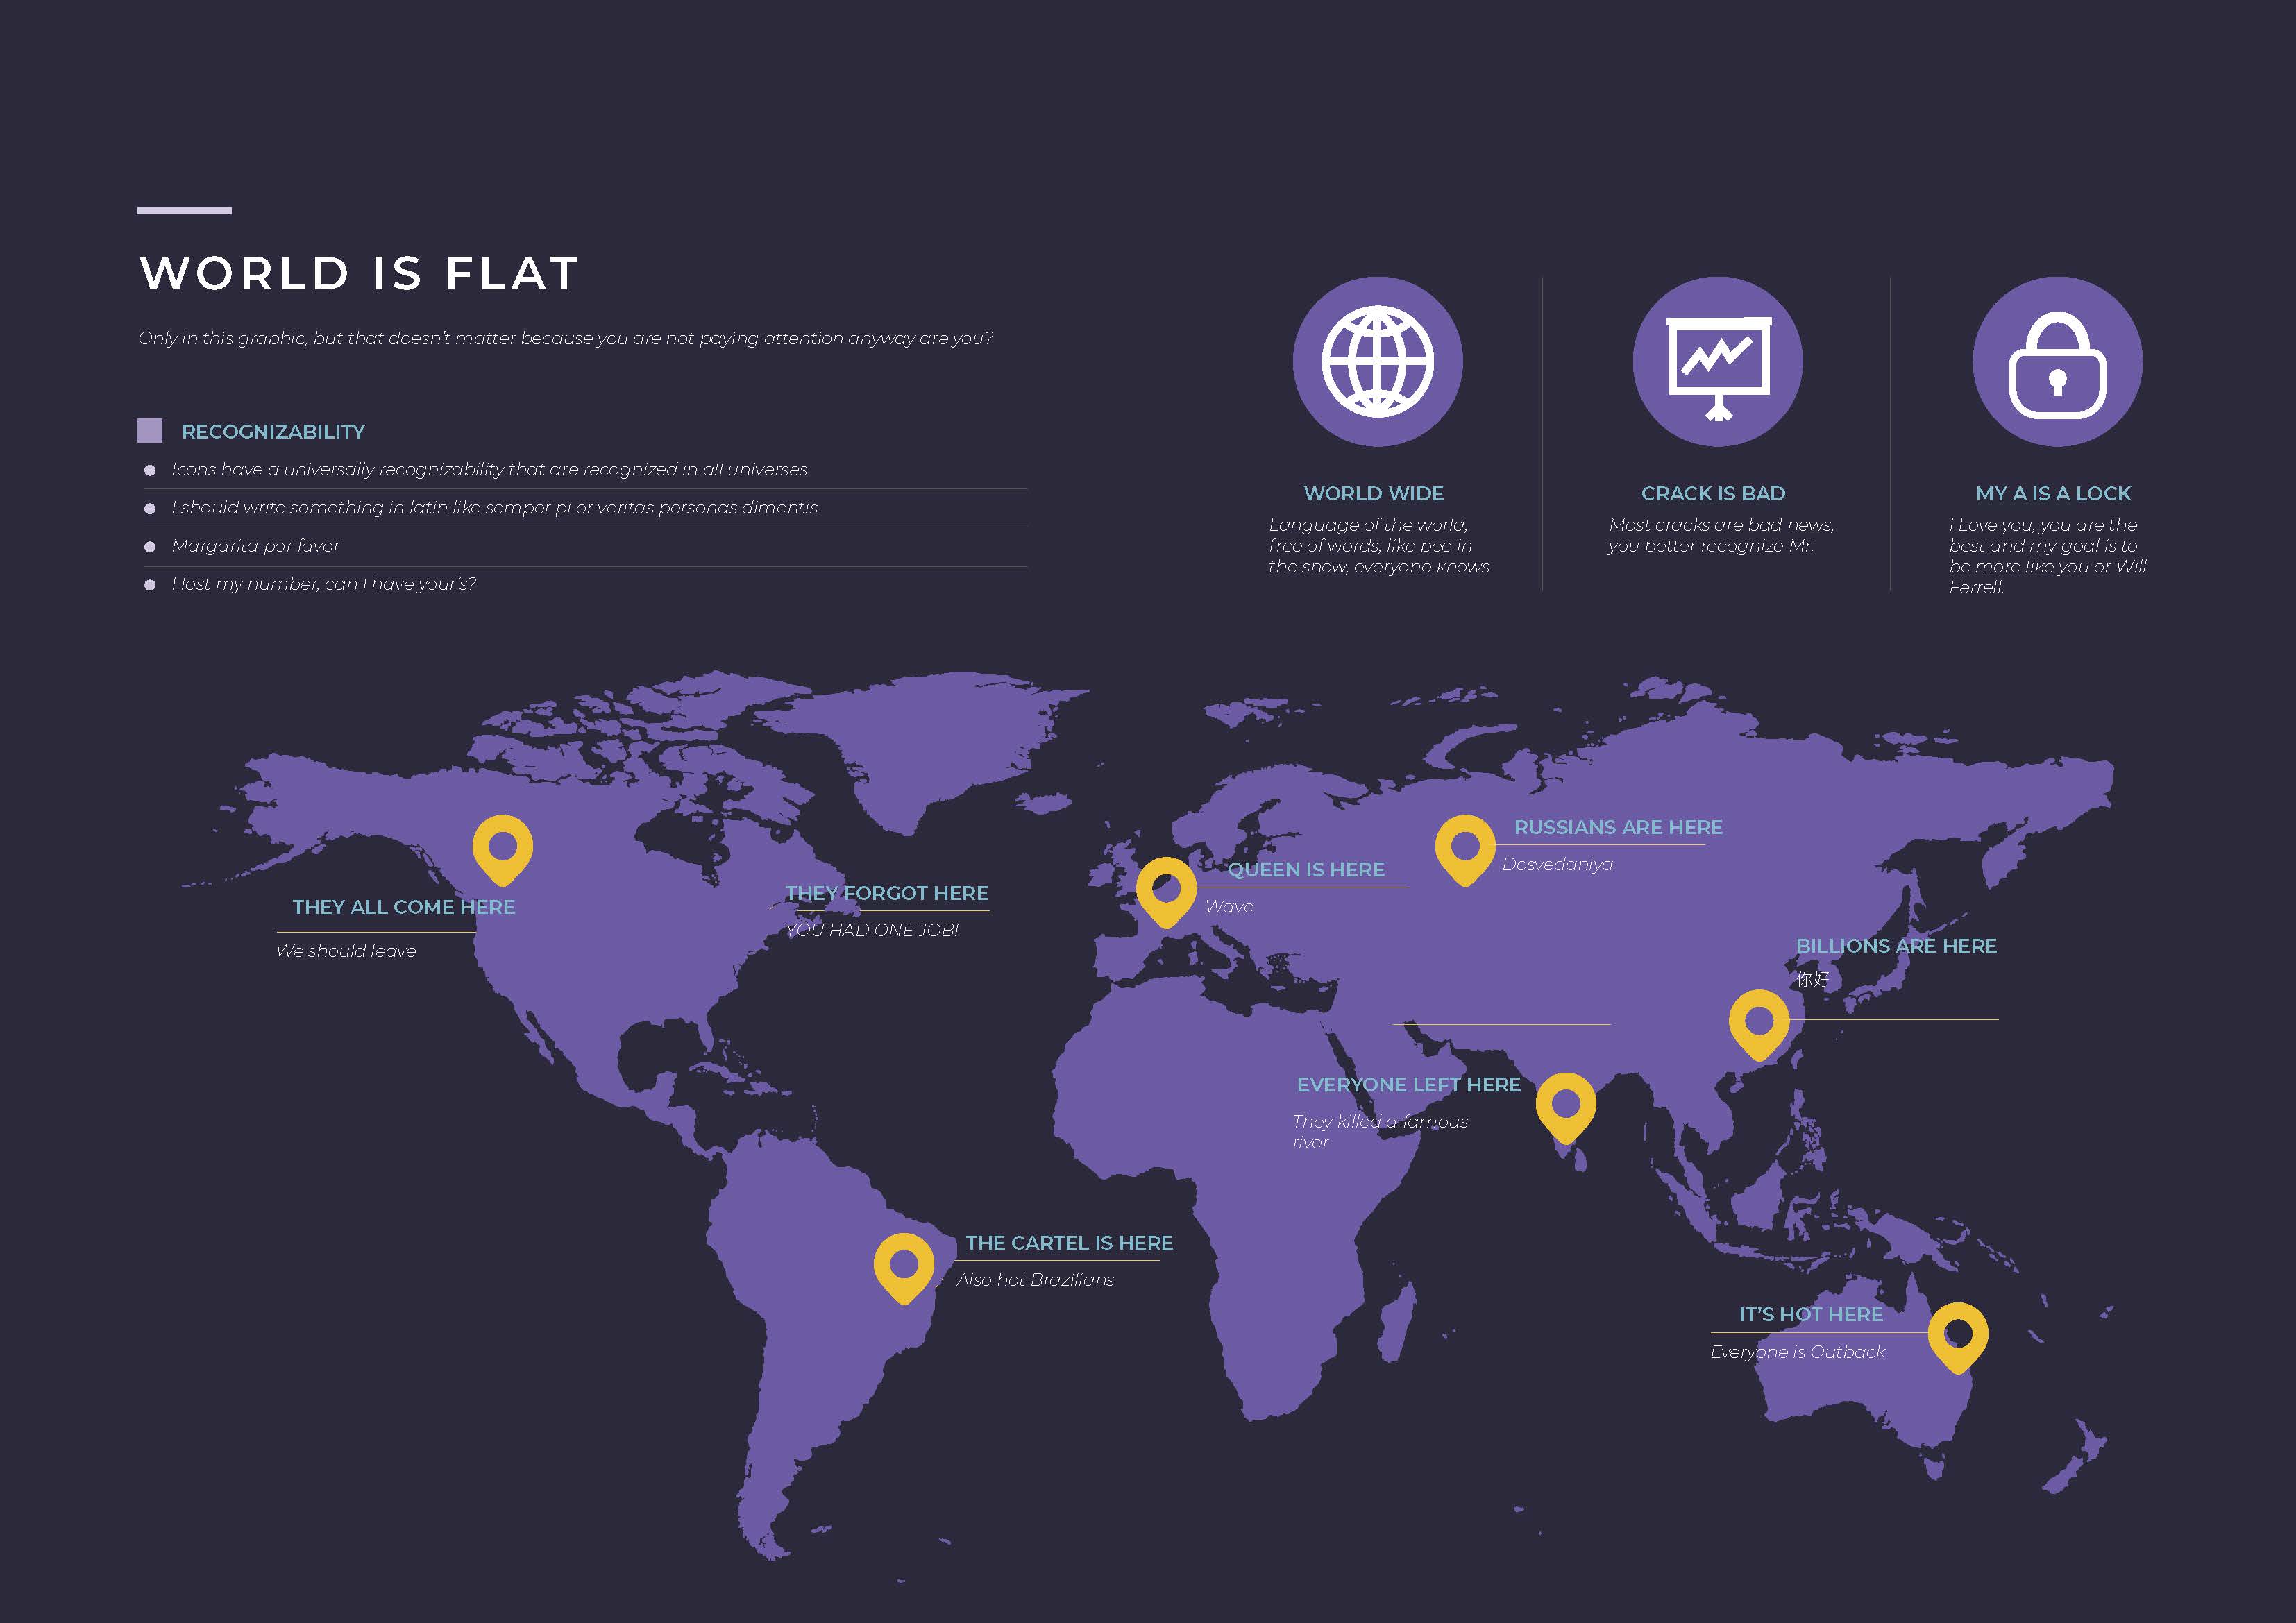 WORLD IS FLAT
Only in this graphic, but that doesn't matter because you are not paying attention anyway are you?
RECOGNIZABILITY
Icons have a universally recognizability that are recognized in all universes.
I should write something in latin like semper pi or veritas personas dimentis
Margarita por favor
I lost my number, can I have your's?
WORLD WIDE
Language of the world,
free of words, like pee in
the snow, everyone knows
CRACK IS BAD
Most cracks are bad news,
you better recognize Mr.
MY A IS A LOCK
I Love you, you are the
best and my goal is to
be more like you or Will
Ferrell.
RUSSIANS ARE HERE
Dosvedaniya
QUEEN IS HERE
Wave
THEY FORGOT HERE
YOU HAD ONE JOB!
THEY ALL COME HERE
We should leave
BILLIONS ARE HERE
你好
EVERYONE LEFT HERE
They killed a famous
river
THE CARTEL IS HERE
Also hot Brazilians
IT'S HOT HERE
Everyone is Outback